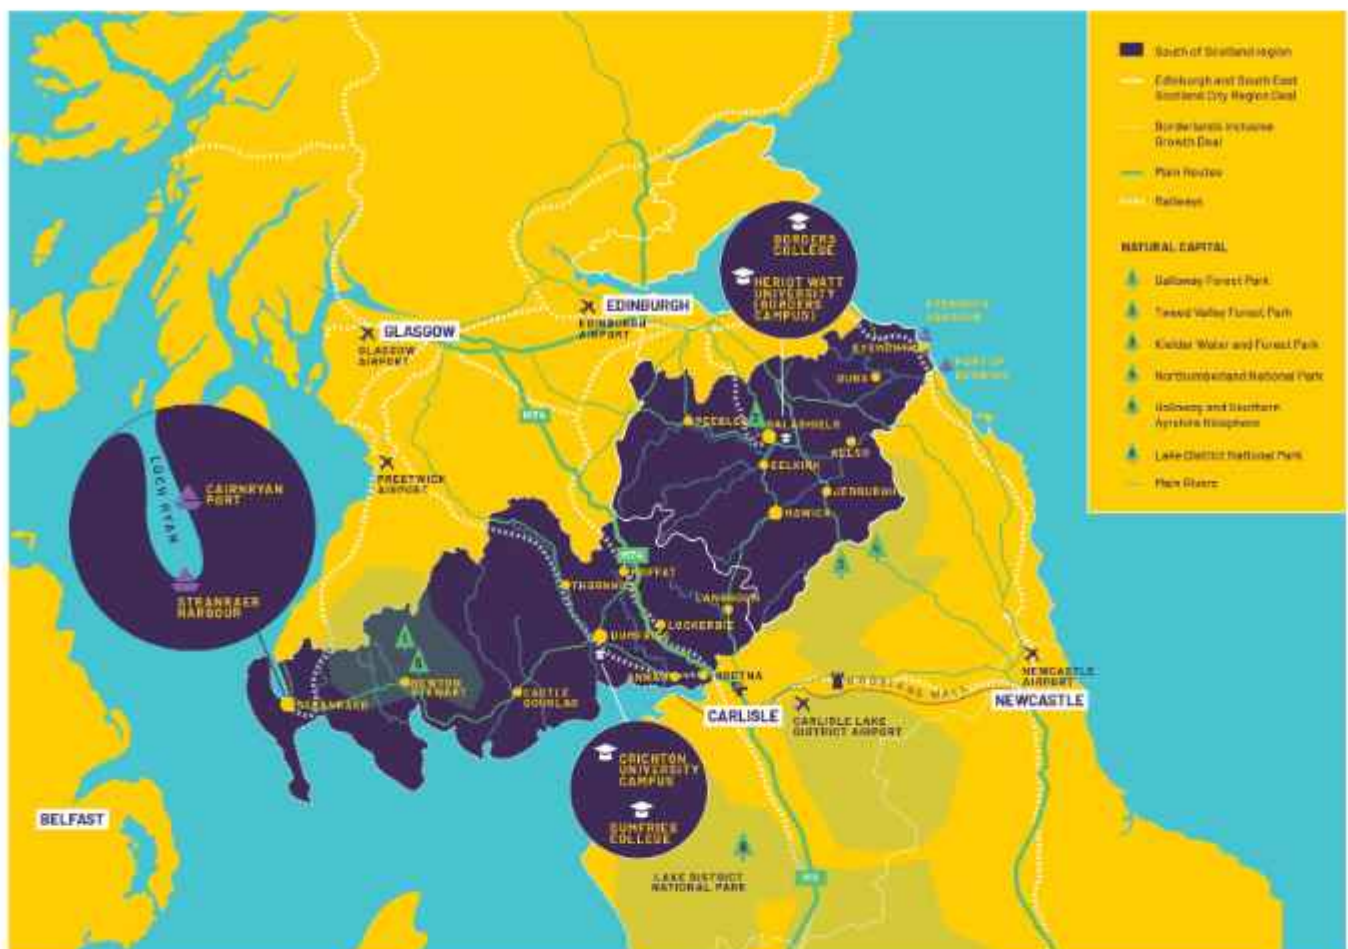 South of Scotland region
Edinburgh and South East
Scotland City Region Deal
Borderlands Inclusive
Growth Deal
Main Routes
Railways
NATURAL CAPITAL
Galloway Forest Park
Tweed Valley Forest Park
Kielder Water and Forest Park
Northumberland National Park
Galloway and Southern
Ayrshire Biosphere
Lake District National Park
Main Rivers
BORDERS
COLLEGE
HERIOT WATT
UNIVERSITY
(BORDERS
CAMPUS)
EDINBURGH
EDINBURGH
AIRPORT
GLASGOW
GLASGOW
AIRPORT
EYEMOUTH
DUNS
M74
PEEBLES
GALASHIELS
KELSO
SELKIRK
PRESTWICK
AIRPORT
JEDBURGH
HAWICK
LOCH RYAN
CAIRNRYAN
PORT
STRANRAER
HARBOUR
M74
MOFFAT
THORNHILL
LANGHOLM
LOCKERBIE
DUMFRIES
1
5
NEWTON
STEWART
ANNAN
GRETNA
CASTLE
DOUGLAS
STRANRAER
HADRIANS WALL
NEWCASTLE
AIRPORT
NEWCASTLE
CARLISLE
CARLISLE LAKE
DISTRICT AIRPORT
CRICHTON
UNIVERSITY
CAMPUS
DUMFRIES
COLLEGE
BELFAST
LAKE DISTRICT
NATIONAL PARK
M6